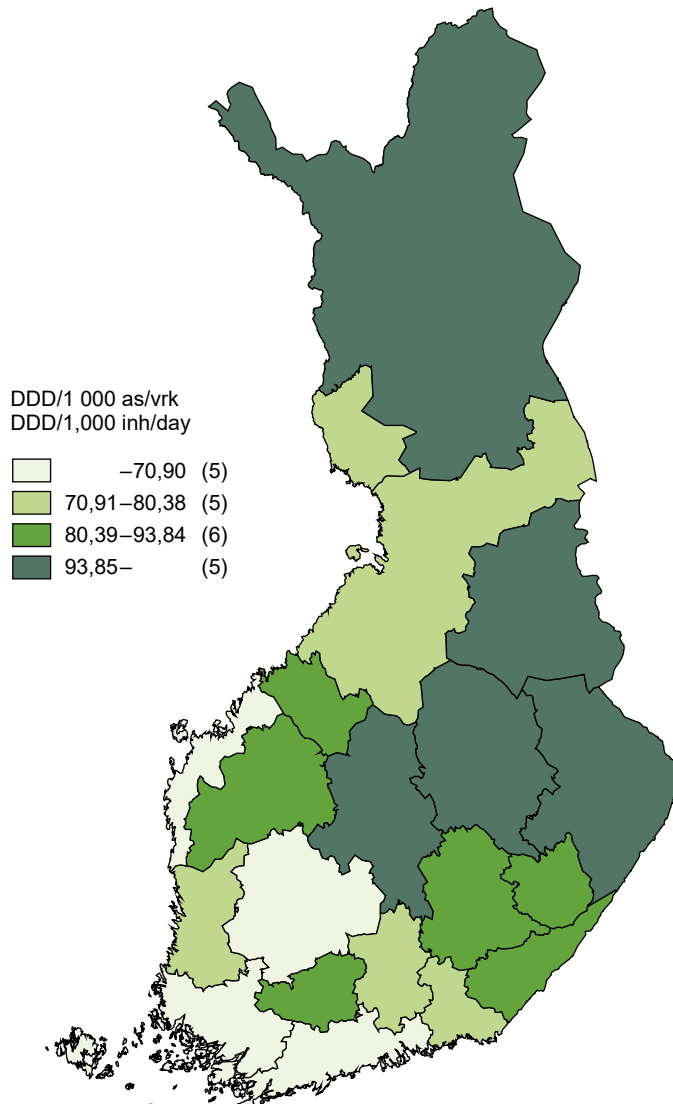 DDD/1 000 as/vrk
DDD/1,000 inh/day
–70,90 (5)
70,91–80,38 (5)
80,39–93,84 (6)
93,85– (5)